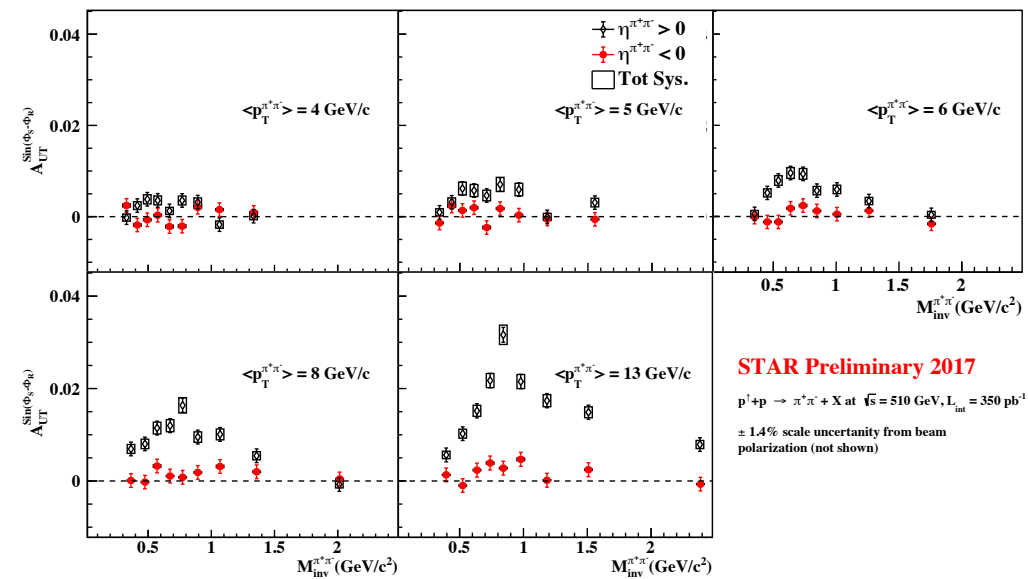 0.04
0.02
0
A_UT^Sin(Φ_S-Φ_R)
<p_T^π⁺π⁻> = 4 GeV/c
η^π⁺π⁻ > 0
η^π⁺π⁻ < 0
Tot Sys.
<p_T^π⁺π⁻> = 5 GeV/c
<p_T^π⁺π⁻> = 6 GeV/c
0.5 1 1.5 2
M_inv^π⁺π⁻(GeV/c²)
0.04
0.02
0
A_UT^Sin(Φ_S-Φ_R)
<p_T^π⁺π⁻> = 8 GeV/c
0.5 1 1.5 2
M_inv^π⁺π⁻(GeV/c²)
<p_T^π⁺π⁻> = 13 GeV/c
0.5 1 1.5 2
M_inv^π⁺π⁻(GeV/c²)
STAR Preliminary 2017
p^↑+p → π⁺π⁻ + X at √s = 510 GeV, L_int = 350 pb⁻¹
± 1.4% scale uncertanity from beam
polarization (not shown)